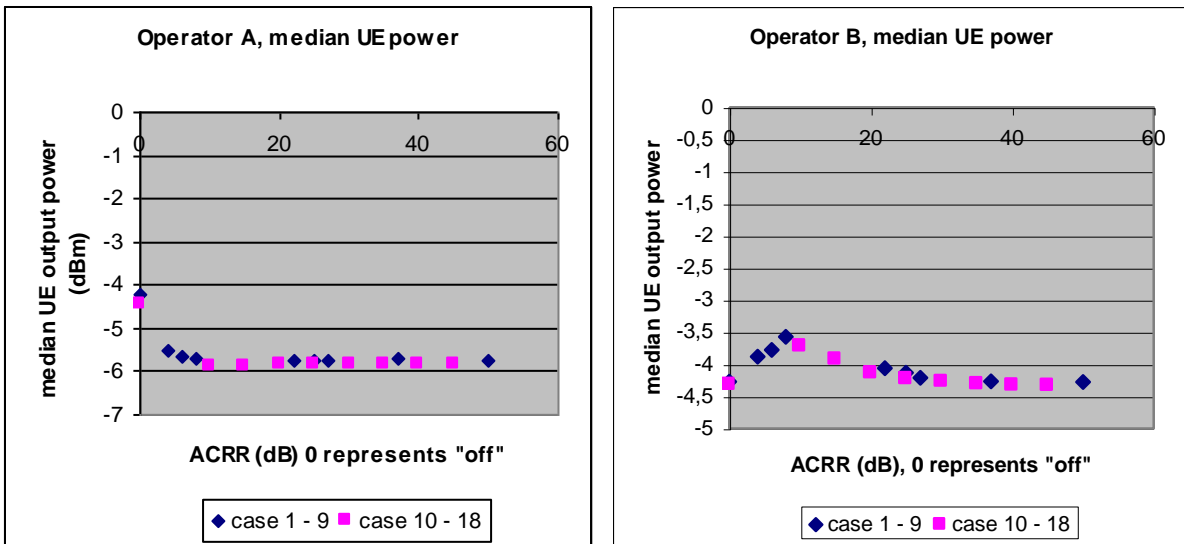 Operator A, median UE power
0
-1
-2
-3
-4
-5
-6
-7
0
20
40
60
median UE output power
(dBm)
ACRR (dB) 0 represents "off"
case 1 - 9
case 10 - 18
Operator B, median UE power
0
-0,5
-1
-1,5
-2
-2,5
-3
-3,5
-4
-4,5
-5
0
20
40
60
median UE output power
ACRR (dB), 0 represents "off"
case 1 - 9
case 10 - 18